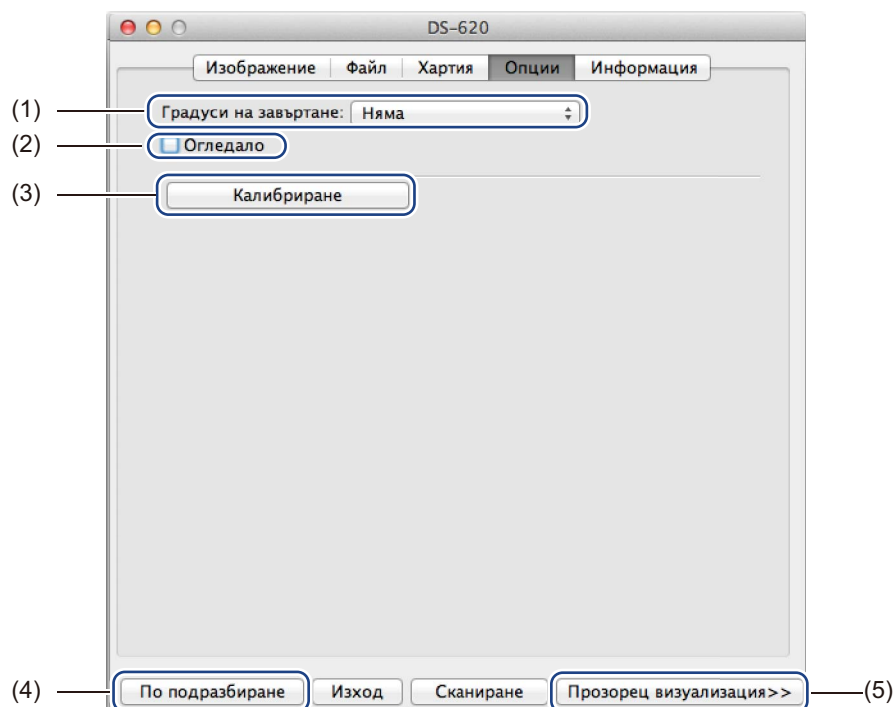 DS-620
Изображение Файл Хартия Опции Информация
(1) Градуси на завъртане: Няма
(2) Огледало
(3) Калибриране
(4) По подразбиране Изход Сканиране Прозорец визуализация>> (5)